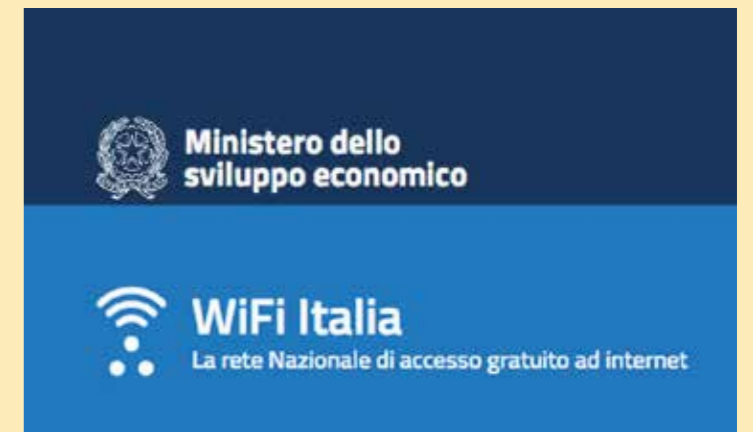 Ministero dello
sviluppo economico
WiFi Italia
La rete Nazionale di accesso gratuito ad internet